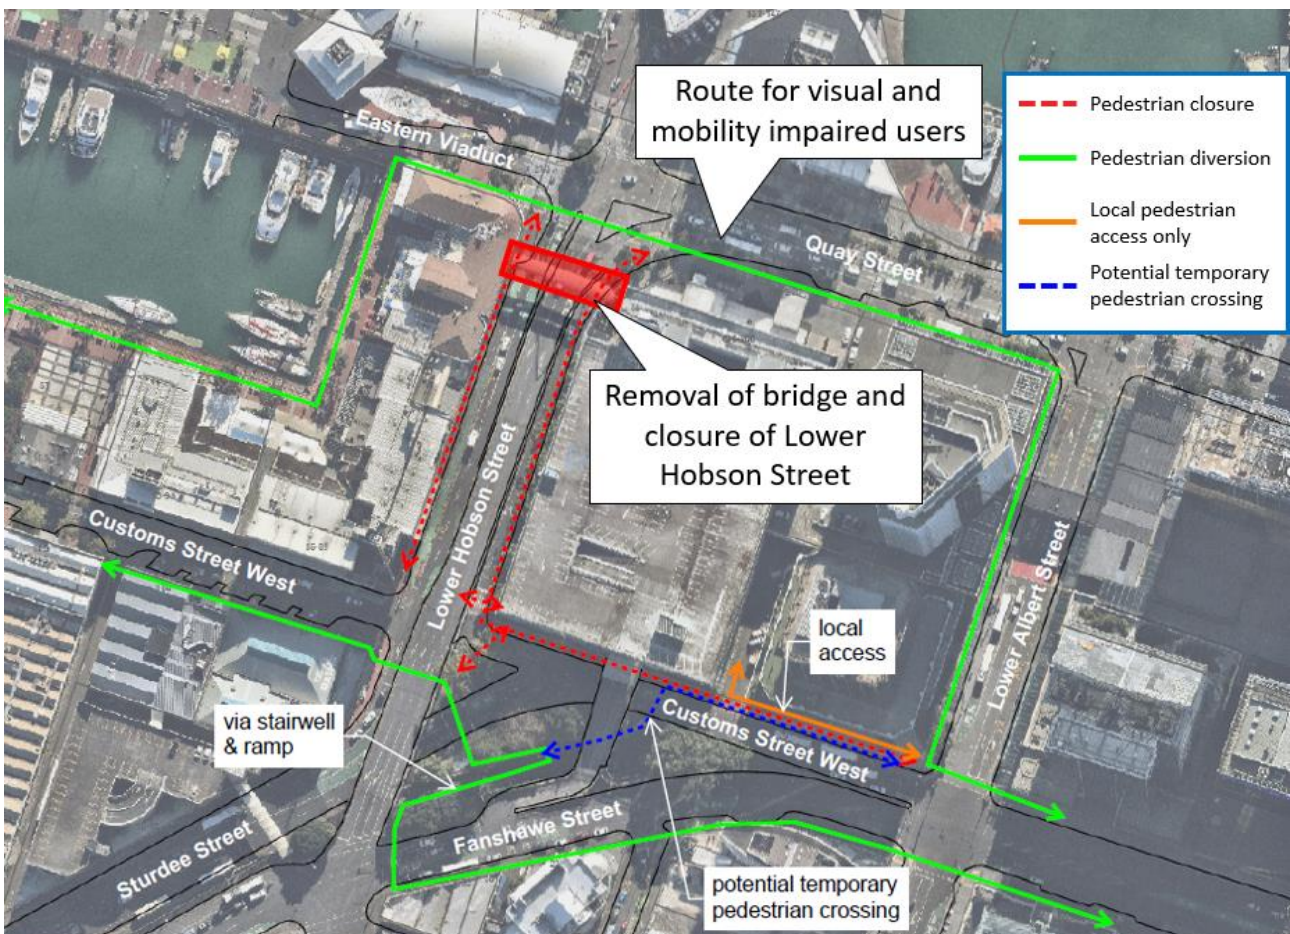 Route for visual and
mobility impaired users
Pedestrian closure
Pedestrian diversion
Local pedestrian
access only
Potential temporary
pedestrian crossing
Eastern Viaduct
Quay Street
Removal of bridge and
closure of Lower
Hobson Street
Lower Hobson Street
Customs Street West
Lower Albert Street
local
access
via stairwell
& ramp
Customs Street West
Fanshawe Street
Sturdee Street
potential temporary
pedestrian crossing